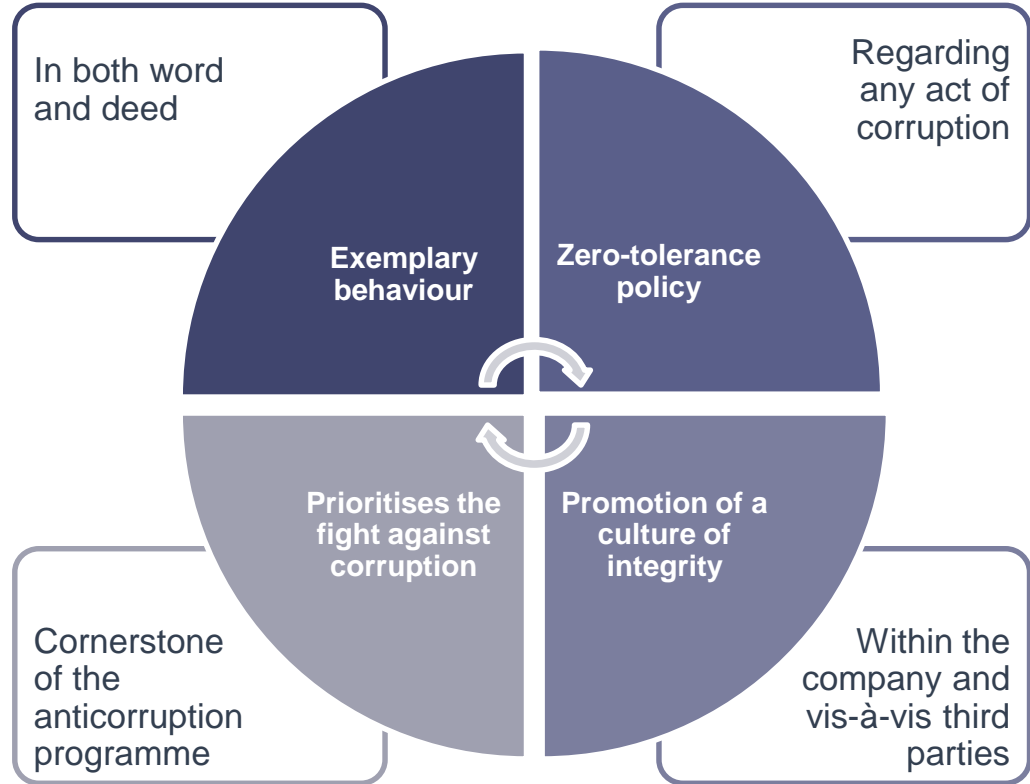 In both word
and deed
Regarding
any act of
corruption
Exemplary
behaviour
Zero-tolerance
policy
Prioritises the
fight against
corruption
Promotion of a
culture of
integrity
Cornerstone
of the
anticorruption
programme
Within the
company and
vis-à-vis third
parties